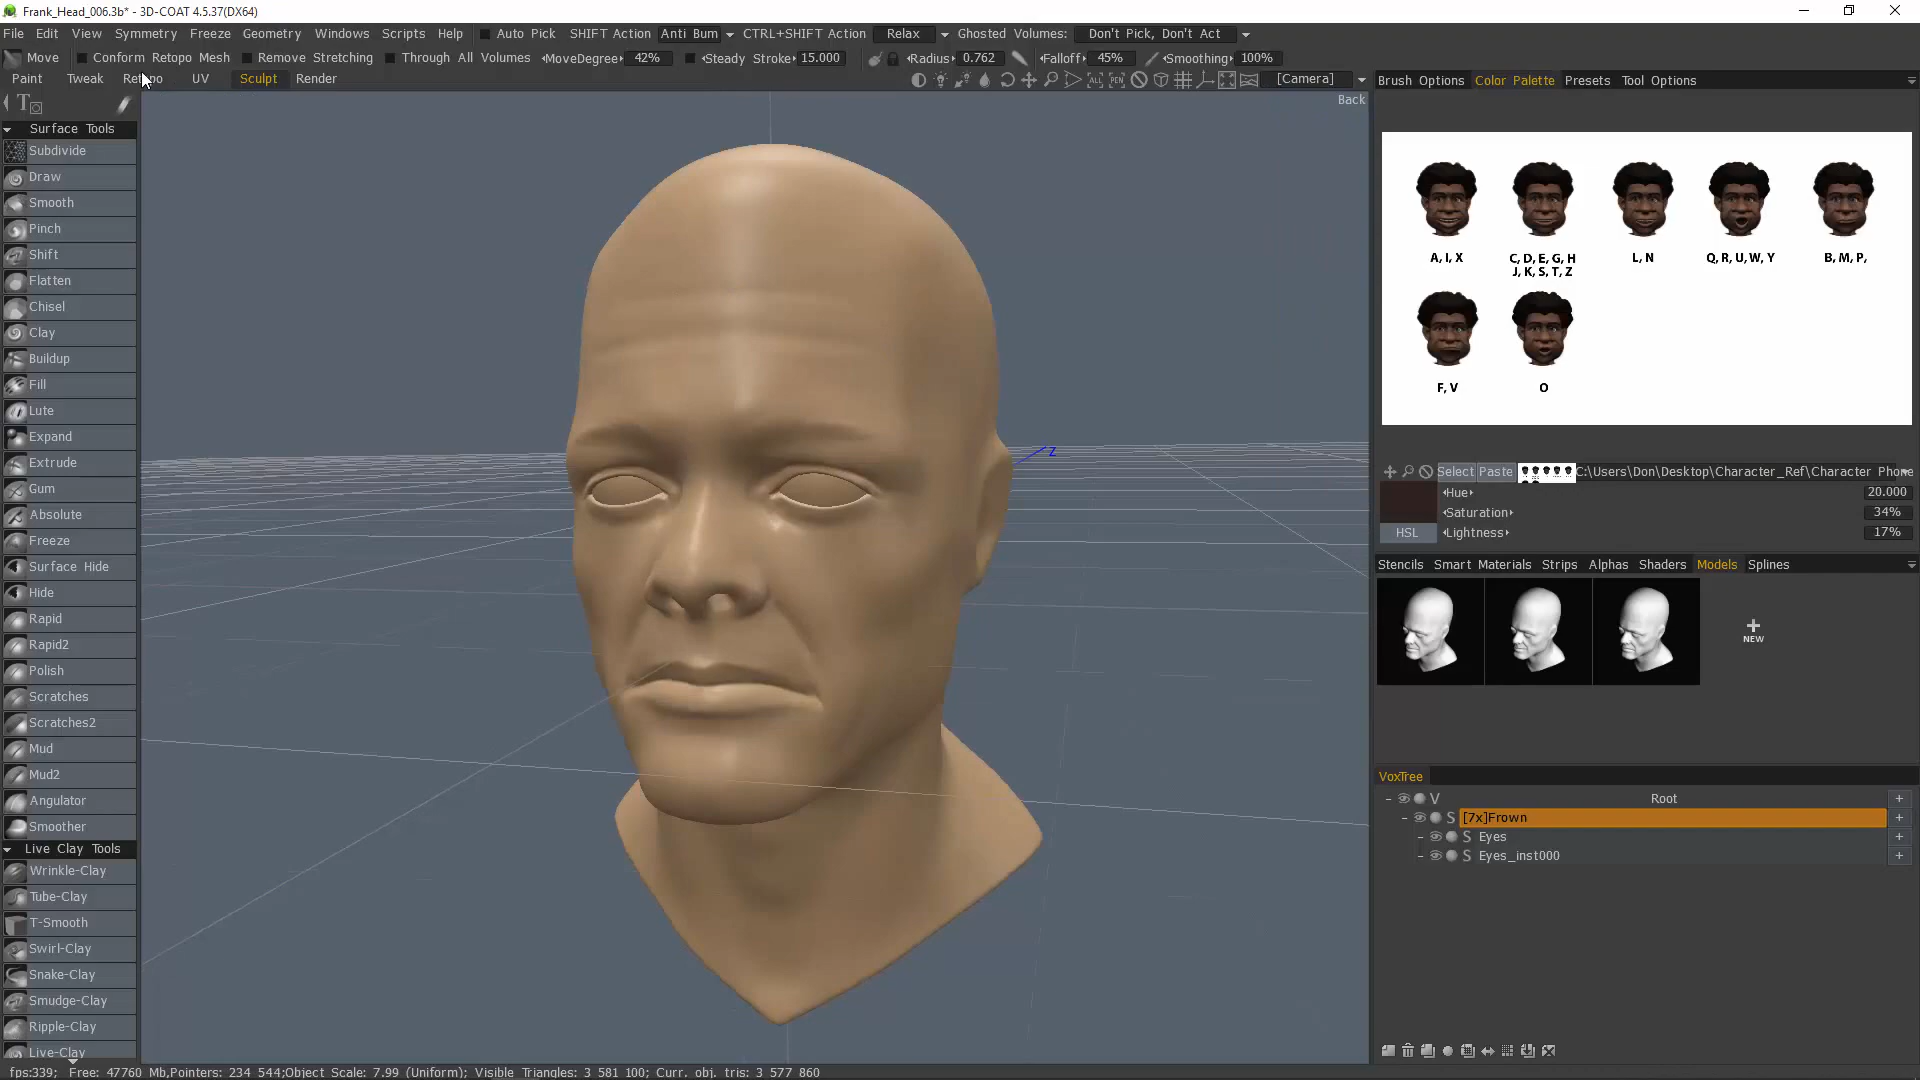 Frank_Head_006.3b* - 3D-COAT 4.5.37(DX64)
File Edit View Symmetry Freeze Geometry Windows Scripts Help Auto Pick SHIFT Action Anti Bum CTRL+SHIFT Action Relax Ghosted Volumes: Don't Pick, Don't Act
Move Conform Retopo Mesh Remove Stretching Through All Volumes MoveDegree 42% Steady Stroke 15.000 Radius 0.762 Falloff 45% Smoothing 100%
Paint Tweak Retopo UV Sculpt Render ALL PEN [Camera]
Brush Options Color Palette Presets Tool Options
Back
Surface Tools
Subdivide
Draw
Smooth
Pinch
Shift
Flatten
Chisel
Clay
Buildup
Fill
Lute
Expand
Extrude
Gum
Absolute
Freeze
Surface Hide
Hide
Rapid
Rapid2
Polish
Scratches
Scratches2
Mud
Mud2
Angulator
Smoother
Live Clay Tools
Wrinkle-Clay
Tube-Clay
T-Smooth
Swirl-Clay
Snake-Clay
Smudge-Clay
Ripple-Clay
Live-Clay
Z
A, I, X
C, D, E, G, H
J, K, S, T, Z
L, N
Q, R, U, W, Y
B, M, P,
F, V
O
Select Paste C:\Users\Don\Desktop\Character_Ref\Character Phone
Hue 20.000
Saturation 34%
HSL Lightness 17%
Stencils Smart Materials Strips Alphas Shaders Models Splines
NEW
VoxTree
V Root +
S [7x]Frown +
S Eyes +
S Eyes_inst000 +
fps:339; Free: 47760 Mb,Pointers: 234 544;Object Scale: 7.99 (Uniform); Visible Triangles: 3 581 100; Curr. obj. tris: 3 577 860